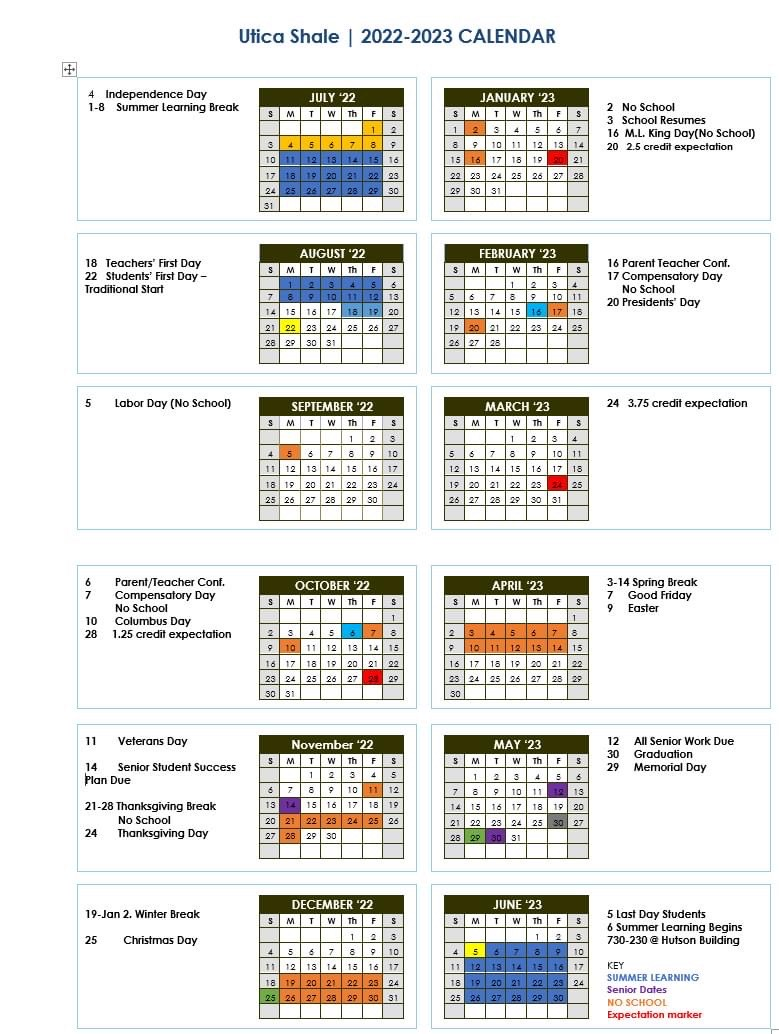 Utica Shale | 2022-2023 CALENDAR
4 Independence Day
1-8 Summer Learning Break
JULY ‘22
S M T W Th F S
1 2
3 4 5 6 7 8 9
10 11 12 13 14 15 16
17 18 19 20 21 22 23
24 25 26 27 28 29 30
31
JANUARY ‘23
S M T W Th F S
1 2 3 4 5 6 7
8 9 10 11 12 13 14
15 16 17 18 19 20 21
22 23 24 25 26 27 28
29 30 31
2 No School
3 School Resumes
16 M.L. King Day(No School)
20 2.5 credit expectation
18 Teachers’ First Day
22 Students’ First Day –
Traditional Start
AUGUST ‘22
S M T W Th F S
1 2 3 4 5 6
7 8 9 10 11 12 13
14 15 16 17 18 19 20
21 22 23 24 25 26 27
28 29 30 31
FEBRUARY ‘23
S M T W Th F S
1 2 3 4
5 6 7 8 9 10 11
12 13 14 15 16 17 18
19 20 21 22 23 24 25
26 27 28
16 Parent Teacher Conf.
17 Compensatory Day
No School
20 Presidents’ Day
5 Labor Day (No School)
SEPTEMBER ‘22
S M T W Th F S
1 2 3
4 5 6 7 8 9 10
11 12 13 14 15 16 17
18 19 20 21 22 23 24
25 26 27 28 29 30
MARCH ‘23
S M T W Th F S
1 2 3 4
5 6 7 8 9 10 11
12 13 14 15 16 17 18
19 20 21 22 23 24 25
26 27 28 29 30 31
24 3.75 credit expectation
6 Parent/Teacher Conf.
7 Compensatory Day
No School
10 Columbus Day
28 1.25 credit expectation
OCTOBER ‘22
S M T W Th F S
1
2 3 4 5 6 7 8
9 10 11 12 13 14 15
16 17 18 19 20 21 22
23 24 25 26 27 28 29
30 31
APRIL ‘23
S M T W Th F S
1
2 3 4 5 6 7 8
9 10 11 12 13 14 15
16 17 18 19 20 21 22
23 24 25 26 27 28 29
30
3-14 Spring Break
7 Good Friday
9 Easter
11 Veterans Day
14 Senior Student Success
Plan Due
21-28 Thanksgiving Break
No School
24 Thanksgiving Day
November ‘22
S M T W Th F S
1 2 3 4 5
6 7 8 9 10 11 12
13 14 15 16 17 18 19
20 21 22 23 24 25 26
27 28 29 30
MAY ‘23
S M T W Th F S
1 2 3 4 5 6
7 8 9 10 11 12 13
14 15 16 17 18 19 20
21 22 23 24 25 30 27
28 29 30 31
12 All Senior Work Due
30 Graduation
29 Memorial Day
19-Jan 2. Winter Break
25 Christmas Day
DECEMBER ‘22
S M T W Th F S
1 2 3
4 5 6 7 8 9 10
11 12 13 14 15 16 17
18 19 20 21 22 23 24
25 26 27 28 29 30 31
JUNE ‘23
S M T W Th F S
1 2 3
4 5 6 7 8 9 10
11 12 13 14 15 16 17
18 19 20 21 22 23 24
25 26 27 28 29 30
5 Last Day Students
6 Summer Learning Begins
730-230 @ Hutson Building
KEY
SUMMER LEARNING
Senior Dates
NO SCHOOL
Expectation marker